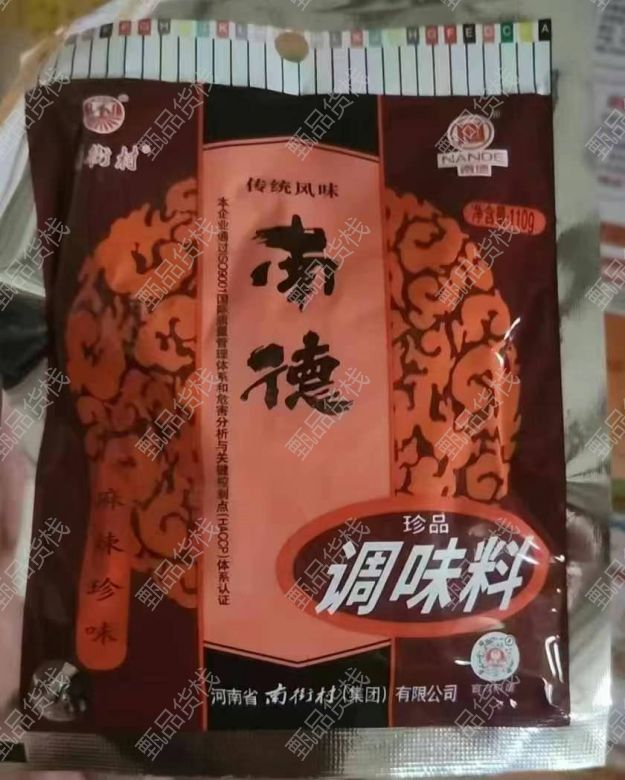 H O F E D C L A
街村®
NANDE
南德
传统风味
净含量:110g
南德
本企业通过ISO9001国际质量管理体系和危害分析与关键控制点(HACCP)体系认证
麻辣珍味
珍品
调味料
河南省南街村(集团)有限公司
甄品货栈